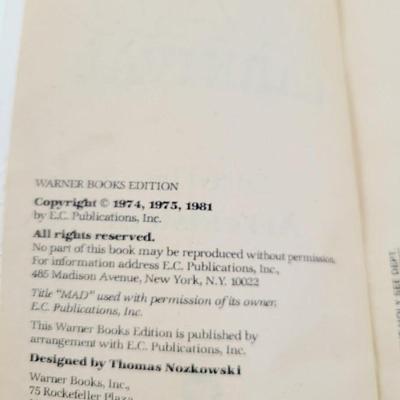 WARNER BOOKS EDITION
Copyright © 1974, 1975, 1981
by E.C. Publications, Inc.
All rights reserved.
No part of this book may be reproduced without permission.
For information address E.C. Publications, Inc.,
485 Madison Avenue, New York, N.Y. 10022
Title "MAD" used with permission of its owner,
E.C. Publications, Inc.
This Warner Books Edition is published by
arrangement with E.C. Publications, Inc.
Designed by Thomas Nozkowski
Warner Books, Inc.,
75 Rockefeller Plaza